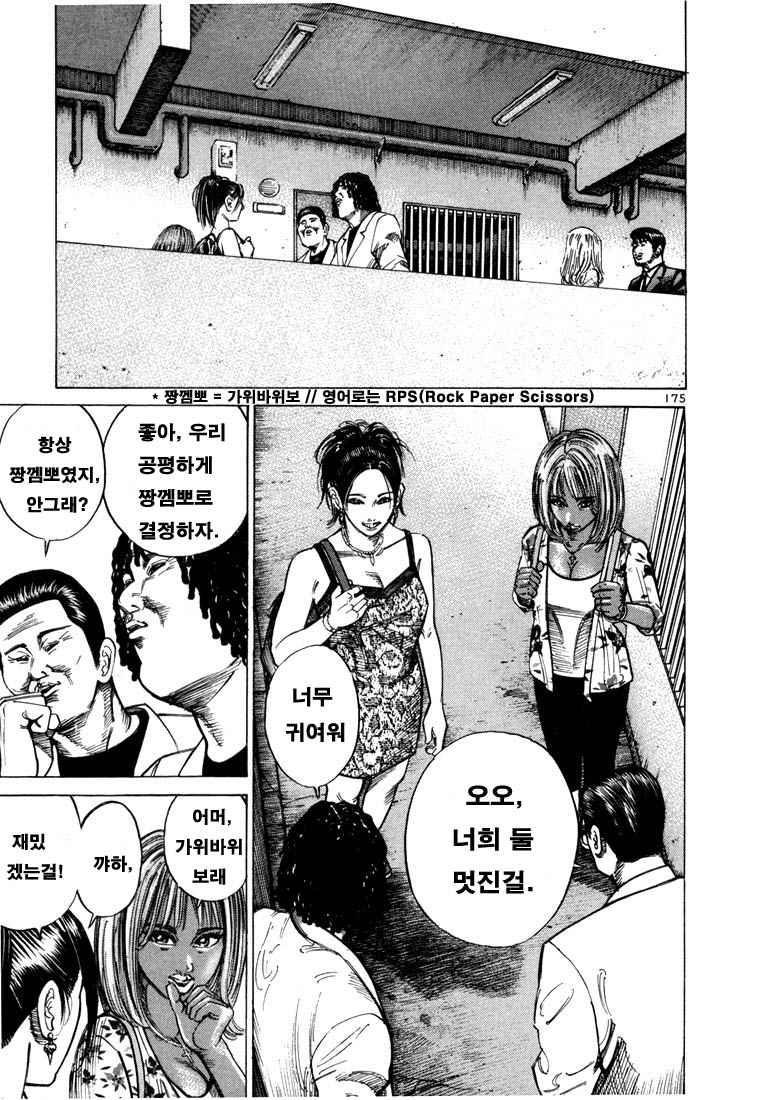 * 짱껨뽀 = 가위바위보 // 영어로는 RPS(Rock Paper Scissors)
175
오오,
너희 둘
멋진걸.
너무
귀여워
좋아, 우리
공평하게
짱껨뽀로
결정하자.
항상
짱껨뽀였지,
안그래?
어머,
가위바위
보래
꺄하,
재밌
겠는걸!